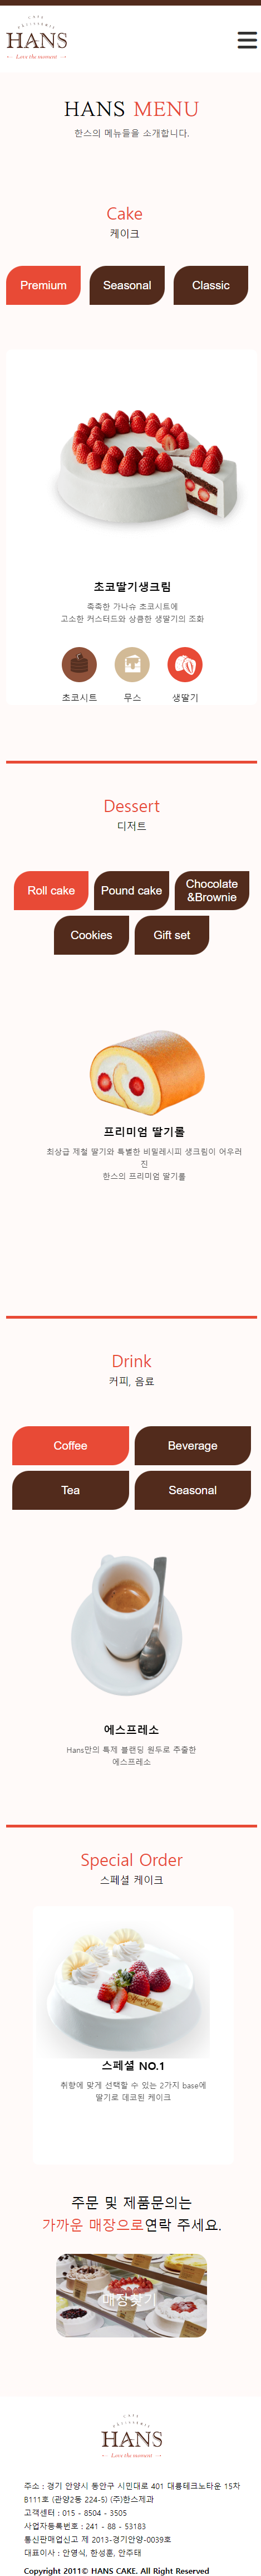 CAFE
PATISSERIE
HANS
Love the moment
HANS MENU
한스의 메뉴들을 소개합니다.
Cake
케이크
Premium
Seasonal
Classic
초코딸기생크림
촉촉한 가나슈 초코시트에
고소한 커스터드와 상큼한 생딸기의 조화
초코시트
무스
생딸기
Dessert
디저트
Roll cake
Pound cake
Chocolate
&Brownie
Cookies
Gift set
프리미엄 딸기롤
최상급 제철 딸기와 특별한 비밀레시피 생크림이 어우러
진
한스의 프리미엄 딸기롤
Drink
커피, 음료
Coffee
Beverage
Tea
Seasonal
에스프레소
Hans만의 특제 블랜딩 원두로 추출한
에스프레소
Special Order
스페셜 케이크
스페셜 NO.1
취향에 맞게 선택할 수 있는 2가지 base에
딸기로 데코된 케이크
주문 및 제품문의는
가까운 매장으로연락 주세요.
매장찾기
CAFE
PATISSERIE
HANS
Love the moment
주소 : 경기 안양시 동안구 시민대로 401 대륭테크노타운 15차
B111호 (관양2동 224-5) (주)한스제과
고객센터 : 015 - 8504 - 3505
사업자등록번호 : 241 - 88 - 53183
통신판매업신고 제 2013-경기안양-0039호
대표이사 : 안영식, 한성훈, 안주태
Copyright 2011© HANS CAKE. All Right Reserved